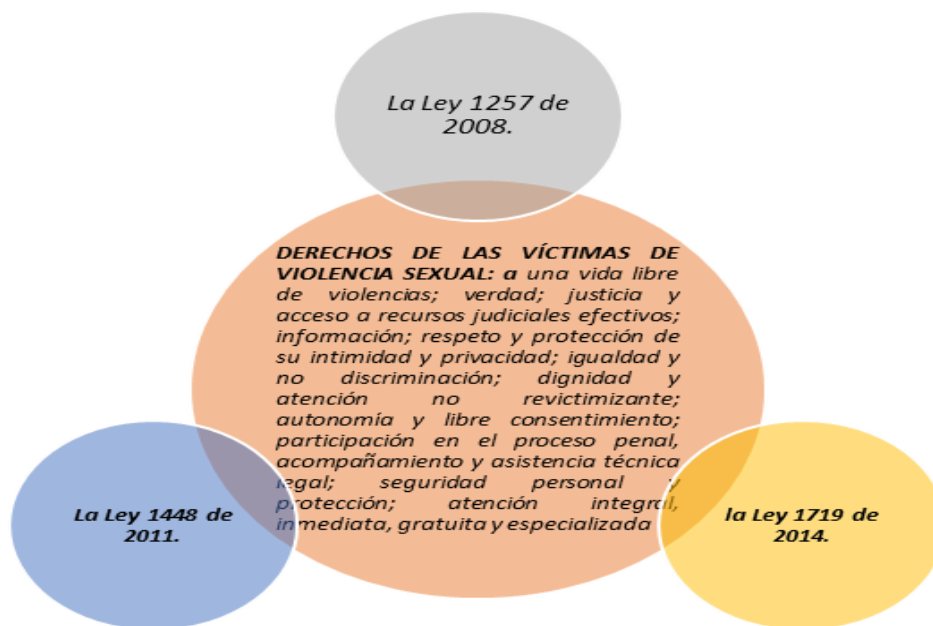 La Ley 1257 de
2008.
DERECHOS DE LAS VÍCTIMAS DE
VIOLENCIA SEXUAL: a una vida libre
de violencias; verdad; justicia y
acceso a recursos judiciales efectivos;
información; respeto y protección de
su intimidad y privacidad; igualdad y
no discriminación; dignidad y
atención no revictimizante;
autonomía y libre consentimiento;
participación en el proceso penal,
acompañamiento y asistencia técnica
legal; seguridad personal y
protección; atención integral,
inmediata, gratuita y especializada
La Ley 1448 de
2011.
la Ley 1719 de
2014.